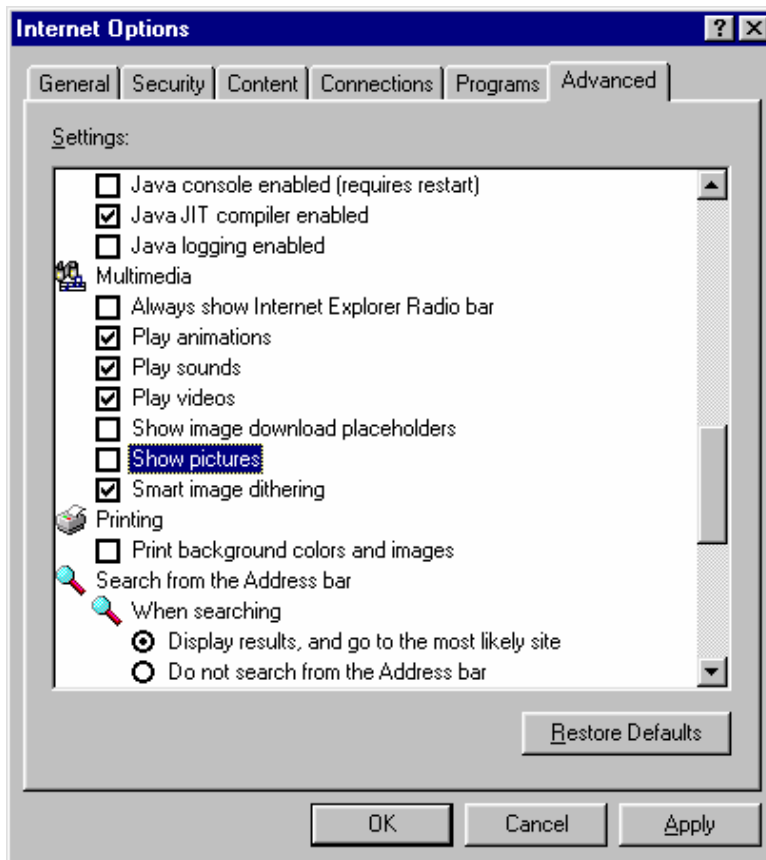 Internet Options
General Security Content Connections Programs Advanced
Settings:
Java console enabled (requires restart)
Java JIT compiler enabled
Java logging enabled
Multimedia
Always show Internet Explorer Radio bar
Play animations
Play sounds
Play videos
Show image download placeholders
Show pictures
Smart image dithering
Printing
Print background colors and images
Search from the Address bar
When searching
Display results, and go to the most likely site
Do not search from the Address bar
Restore Defaults
OK Cancel Apply